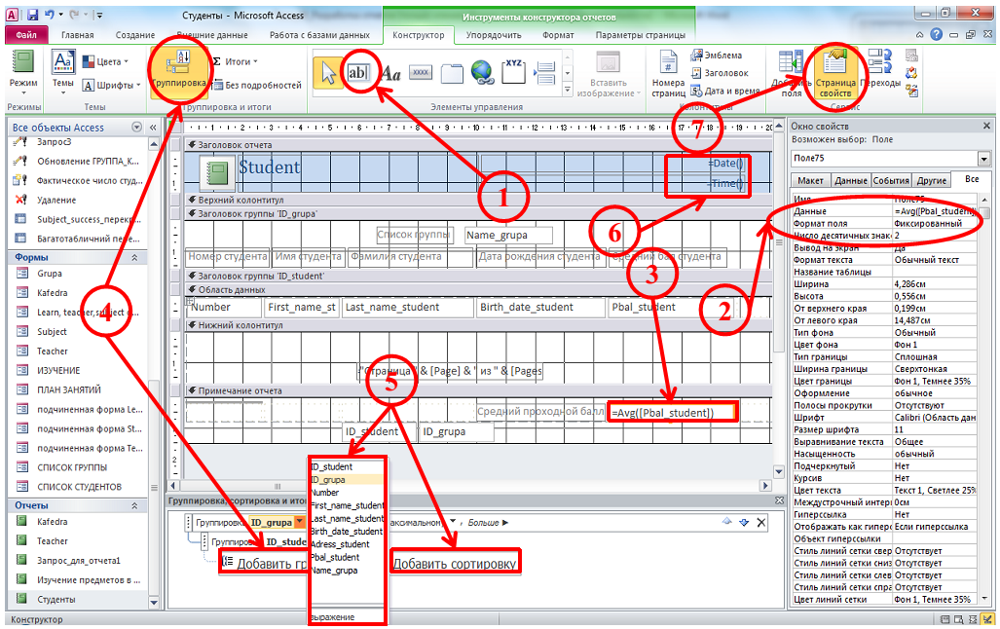 Студенты - Microsoft Access
Инструменты конструктора отчетов
Файл
Главная
Создание
Внешние данные
Работа с базами данных
Конструктор
Упорядочить
Формат
Параметры страницы
Режим
Режимы
Аа
Темы
Цвета
Шрифты
Темы
Группировка
Σ Итоги
Без подробностей
Группировка и итоги
ab|
Aa
xxxx
XYZ
Элементы управления
Вставить
изображение
Номера
страниц
Эмблема
Заголовок
Дата и время
Колонтитулы
Добавить
поля
Страница
свойств
Переходы
Сервис
Все объекты Access
Запрос3
Обновление ГРУППА_К...
Фактическое число студ...
Удаление
Subject_success_перекр...
Багатотабличний пере...
Формы
Grupa
Kafedra
Learn, teacher,subject
Subject
Teacher
ИЗУЧЕНИЕ
ПЛАН ЗАНЯТИЙ
подчиненная форма Le...
подчиненная форма St...
подчиненная форма Te...
СПИСОК ГРУППЫ
СПИСОК СТУДЕНТОВ
Отчеты
Kafedra
Teacher
Запрос_для_отчета1
Изучение предметов в ...
Студенты
Заголовок отчета
Student
=Date()
=Time()
Верхний колонтитул
Заголовок группы 'ID_grupa'
Список группы
Name_grupa
Номер студента
Имя студента
Фамилия студента
Дата рождения студента
Средний бал студента
Заголовок группы 'ID_student'
Область данных
Number
First_name_st
Last_name_student
Birth_date_student
Pbal_student
Нижний колонтитул
="Страница " & [Page] & " из " & [Pages
Примечание отчета
Средний проходной балл
=Avg([Pbal_student])
ID_student
ID_grupa
ID_student
ID_grupa
Number
First_name_student
Last_name_student
Birth_date_student
Adress_student
Pbal_student
Name_grupa
выражение
Группировка, сортировка и итоги
Группировка ID_grupa
Больше
Группировка ID_stude
Добавить гр
Добавить сортировку
Окно свойств
Возможен выбор: Поле
Поле75
Макет
Данные
События
Другие
Все
Имя Поле75
Данные =Avg([Pbal_student]
Формат поля Фиксированный
Число десятичных знак 2
Вывод на экран Да
Формат текста Обычный текст
Название таблицы
Ширина 4,286см
Высота 0,556см
От верхнего края 0,199см
От левого края 14,487см
Тип фона Обычный
Цвет фона Фон 1
Тип границы Сплошная
Ширина границы Сверхтонкая
Цвет границы Фон 1, Темнее 35%
Оформление обычное
Полосы прокрутки Отсутствуют
Шрифт Calibri (Область дан
Размер шрифта 11
Выравнивание текста Общее
Насыщенность обычный
Подчеркнутый Нет
Курсив Нет
Цвет текста Текст 1, Светлее 25%
Междустрочный интер 0см
Гиперссылка Нет
Отображать как гиперс Если гиперссылка
Объект гиперссылки
Стиль линий сетки свер Отсутствует
Стиль линий сетки сниз Отсутствует
Стиль линий сетки слев Отсутствует
Стиль линий сетки спра Отсутствует
Цвет линий сетки Фон 1, Темнее 35%
1
2
3
4
5
6
7
Конструктор